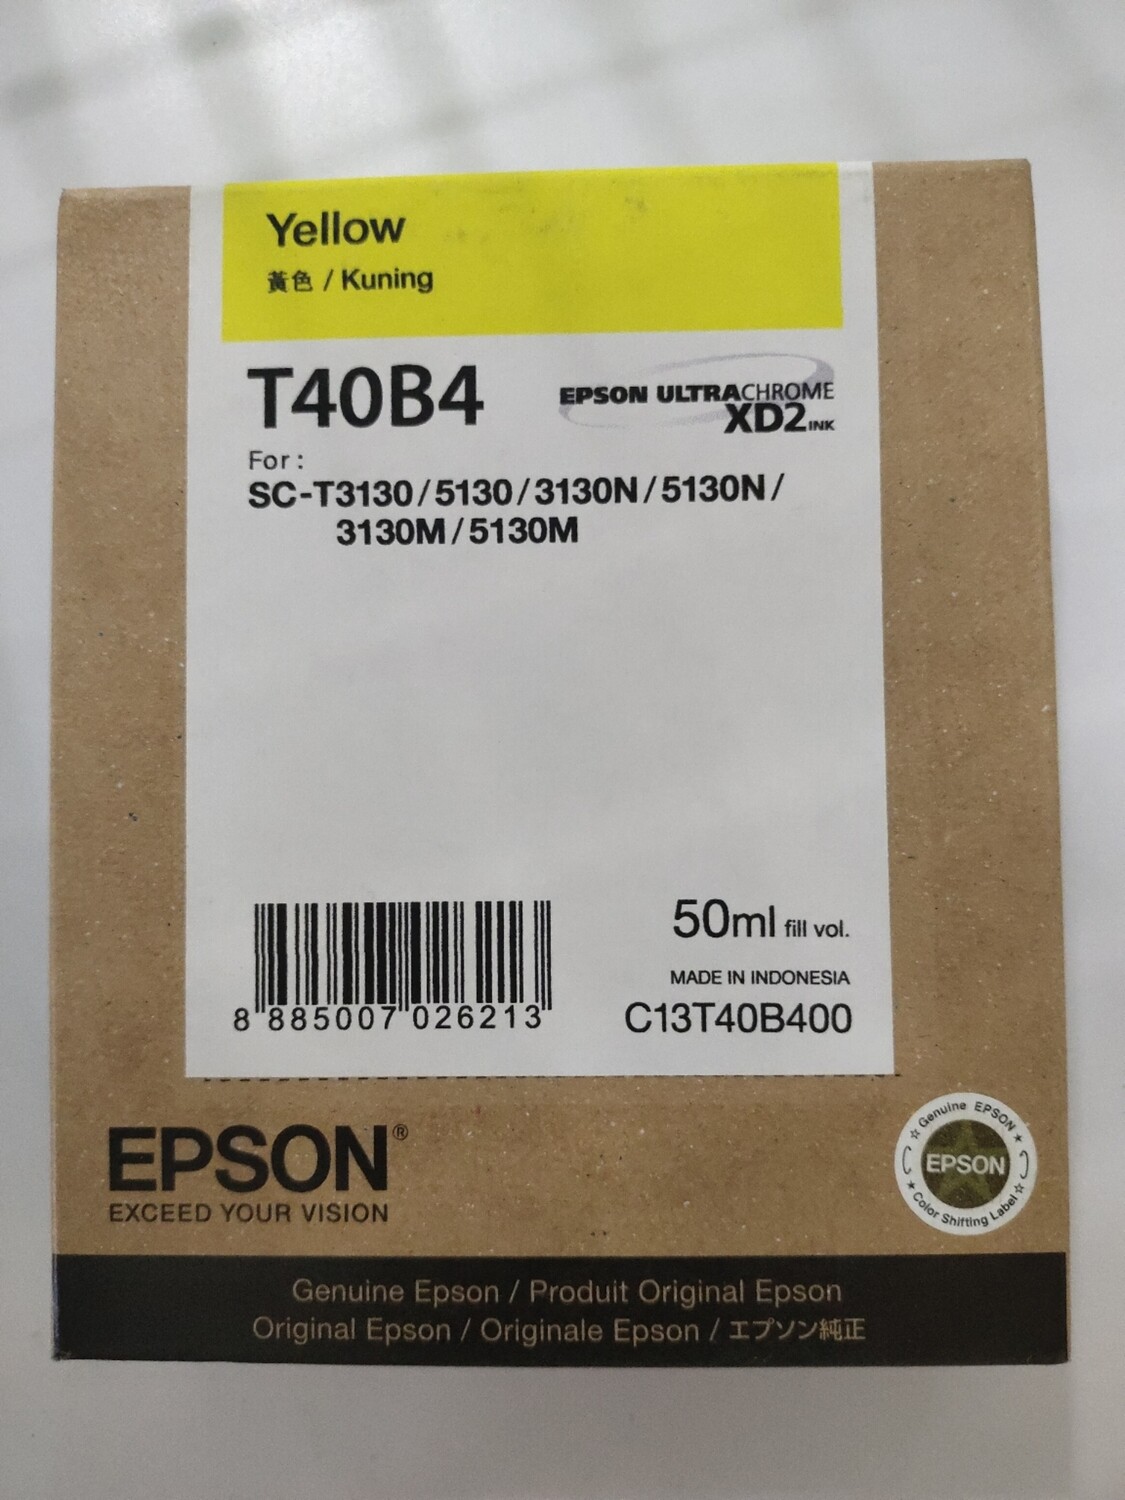 Yellow
黃色 / Kuning
T40B4
EPSON ULTRACHROME
XD2 INK
For :
SC-T3130 / 5130 / 3130N / 5130N /
3130M / 5130M
50ml fill vol.
MADE IN INDONESIA
C13T40B400
8 885007 026213
EPSON®
EXCEED YOUR VISION
Genuine EPSON
EPSON
Color Shifting Label
Genuine Epson / Produit Original Epson
Original Epson / Originale Epson / エプソン純正